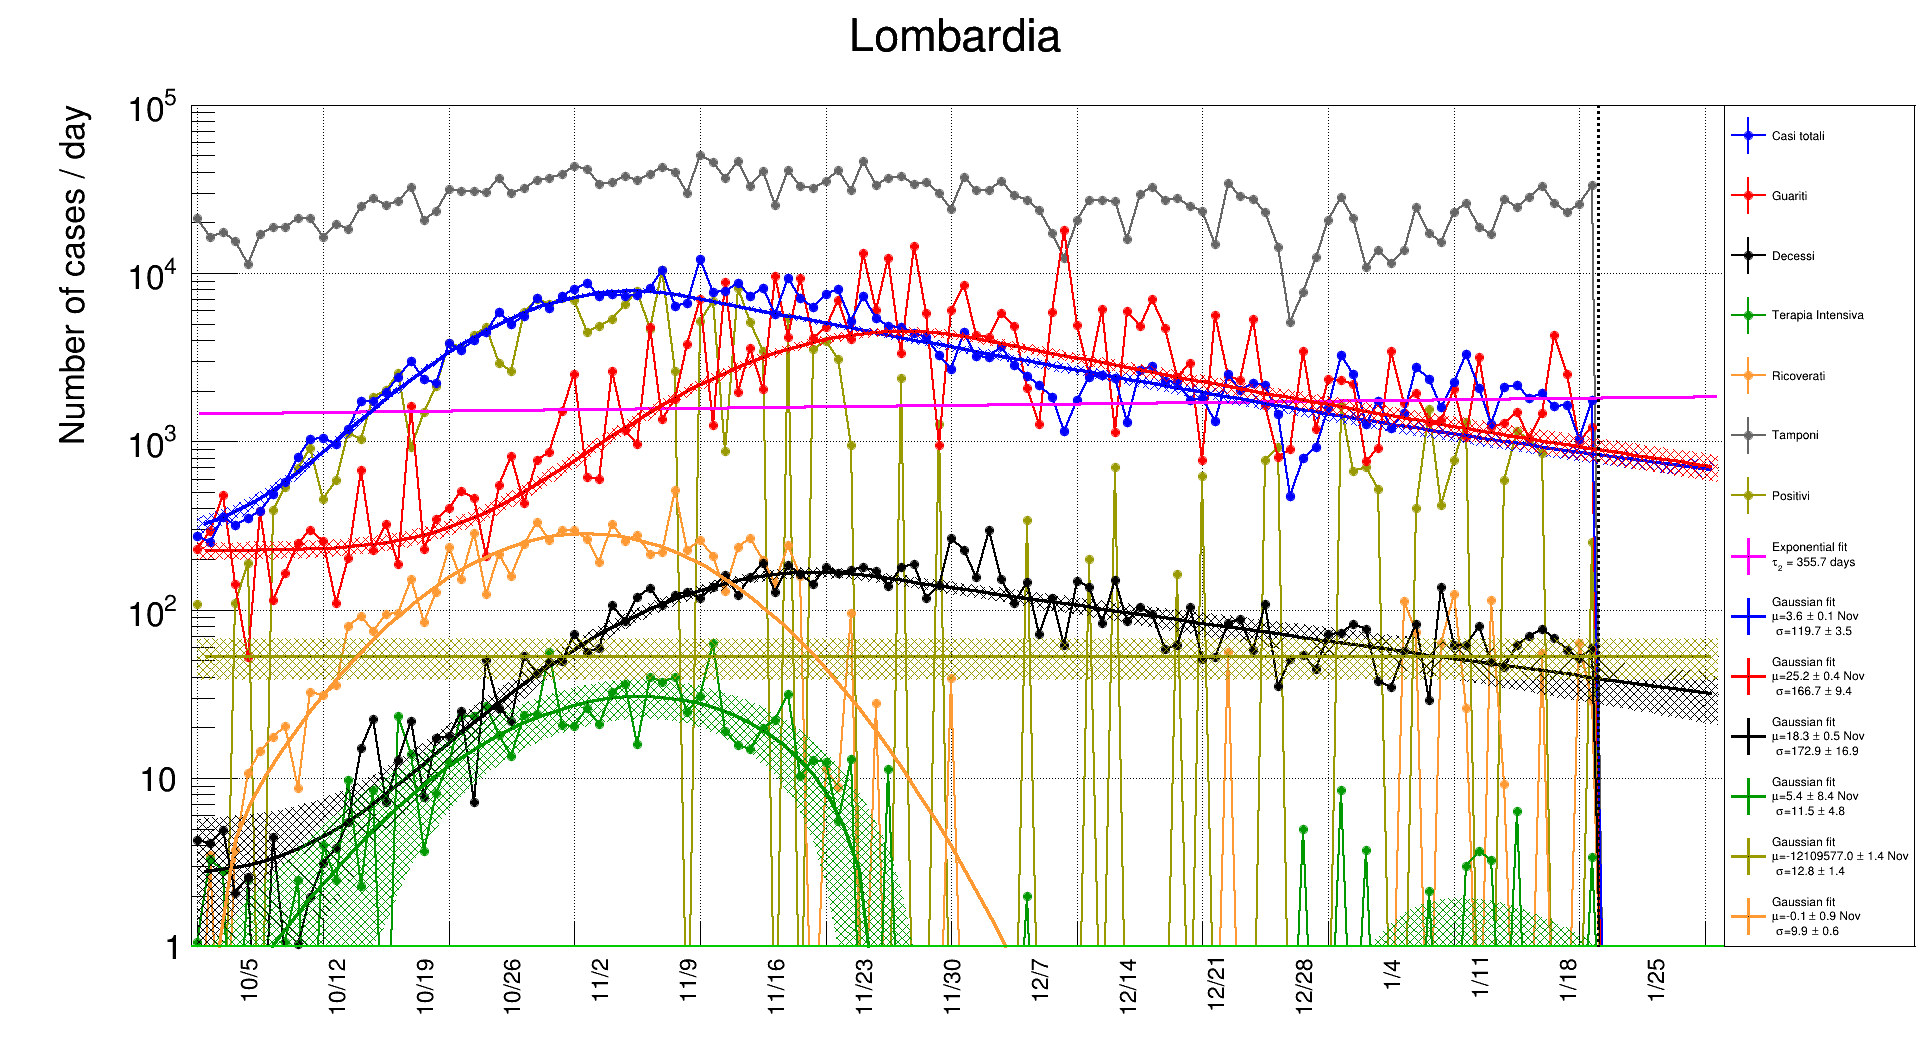 Lombardia
Number of cases / day
10^5
10^4
10^3
10^2
10
1
10/5
10/12
10/19
10/26
11/2
11/9
11/16
11/23
11/30
12/7
12/14
12/21
12/28
1/4
1/11
1/18
1/25
Casi totali
Guariti
Decessi
Terapia Intensiva
Ricoverati
Tamponi
Positivi
Exponential fit
τ₂ = 355.7 days
Gaussian fit
μ=3.6 ± 0.1 Nov
σ=119.7 ± 3.5
Gaussian fit
μ=25.2 ± 0.4 Nov
σ=166.7 ± 9.4
Gaussian fit
μ=18.3 ± 0.5 Nov
σ=172.9 ± 16.9
Gaussian fit
μ=5.4 ± 8.4 Nov
σ=11.5 ± 4.8
Gaussian fit
μ=-12109577.0 ± 1.4 Nov
σ=12.8 ± 1.4
Gaussian fit
μ=-0.1 ± 0.9 Nov
σ=9.9 ± 0.6